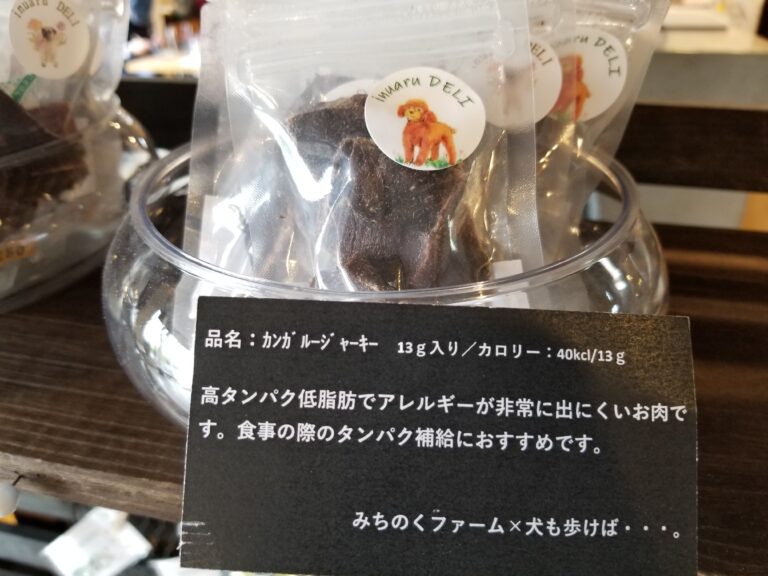 Inuaru DELI
Inuaru DELI
DELI
DELI
品名：ｶﾝｶﾞﾙｰｼﾞｬｰｷｰ　13ｇ入り／カロリー：40kcl/13ｇ
高タンパク低脂肪でアレルギーが非常に出にくいお肉で
す。食事の際のタンパク補給におすすめです。
みちのくファーム×犬も歩けば・・・。